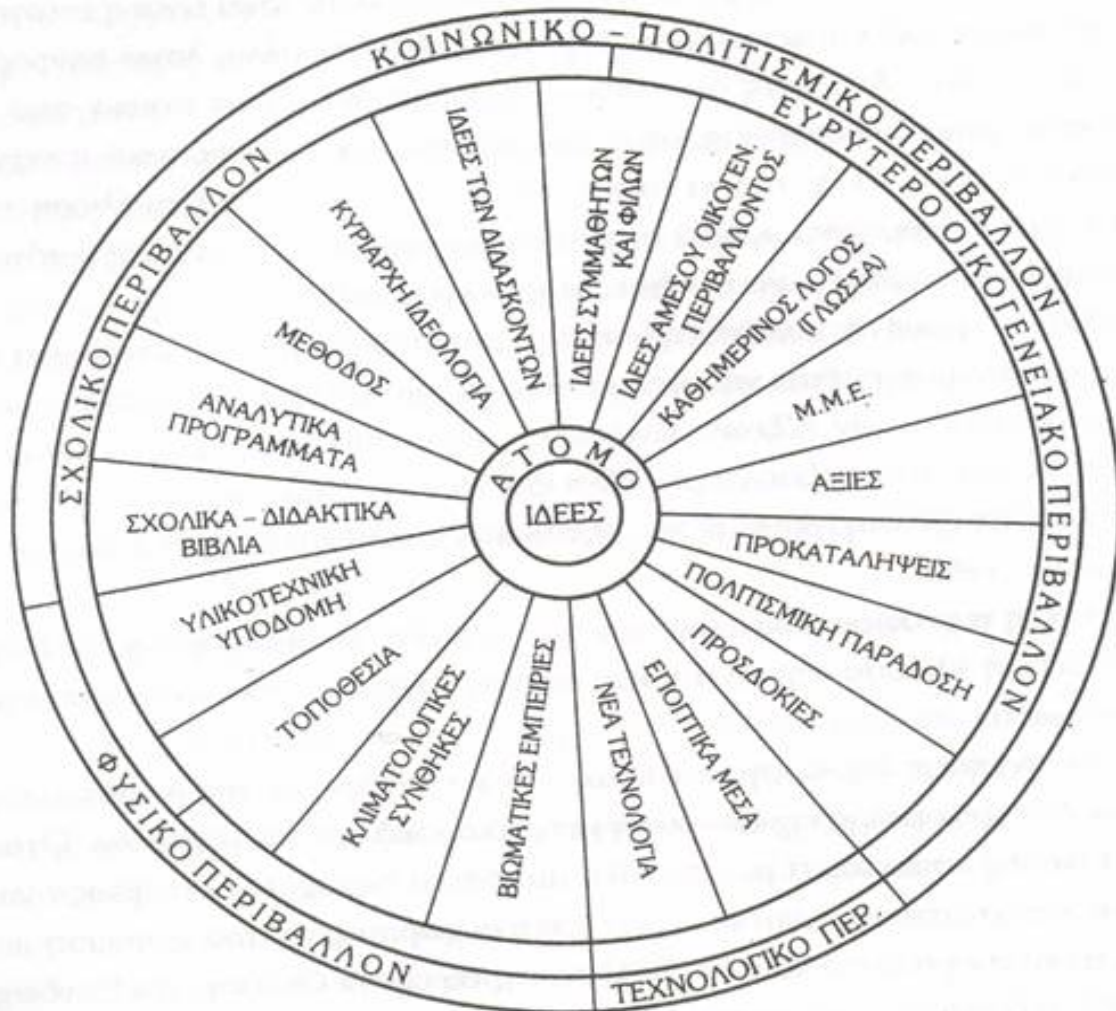 ΚΟΙΝΩΝΙΚΟ – ΠΟΛΙΤΙΣΜΙΚΟ ΠΕΡΙΒΑΛΛΟΝ
ΕΥΡΥΤΕΡΟ ΟΙΚΟΓΕΝΕΙΑΚΟ ΠΕΡΙΒΑΛΛΟΝ
ΣΧΟΛΙΚΟ ΠΕΡΙΒΑΛΛΟΝ
ΦΥΣΙΚΟ ΠΕΡΙΒΑΛΛΟΝ
ΤΕΧΝΟΛΟΓΙΚΟ ΠΕΡ
ΙΔΕΕΣ ΤΩΝ ΔΙΔΑΣΚΟΝΤΩΝ
ΙΔΕΕΣ ΣΥΜΜΑΘΗΤΩΝ
ΚΑΙ ΦΙΛΩΝ
ΙΔΕΕΣ ΑΜΕΣΟΥ ΟΙΚΟΓΕΝ.
ΠΕΡΙΒΑΛΛΟΝΤΟΣ
ΚΑΘΗΜΕΡΙΝΟΣ ΛΟΓΟΣ
(ΓΛΩΣΣΑ)
Μ.Μ.Ε.
ΑΞΙΕΣ
ΠΡΟΚΑΤΑΛΗΨΕΙΣ
ΠΟΛΙΤΙΣΜΙΚΗ ΠΑΡΑΔΟΣΗ
ΠΡΟΣΔΟΚΙΕΣ
ΕΠΟΠΤΙΚΑ ΜΕΣΑ
ΝΕΑ ΤΕΧΝΟΛΟΓΙΑ
ΒΙΩΜΑΤΙΚΕΣ ΕΜΠΕΙΡΙΕΣ
ΚΛΙΜΑΤΟΛΟΓΙΚΕΣ
ΣΥΝΘΗΚΕΣ
ΤΟΠΟΘΕΣΙΑ
ΥΛΙΚΟΤΕΧΝΙΚΗ
ΥΠΟΔΟΜΗ
ΣΧΟΛΙΚΑ – ΔΙΔΑΚΤΙΚΑ
ΒΙΒΛΙΑ
ΑΝΑΛΥΤΙΚΑ
ΠΡΟΓΡΑΜΜΑΤΑ
ΜΕΘΟΔΟΣ
ΚΥΡΙΑΡΧΗ ΙΔΕΟΛΟΓΙΑ
ΑΤΟΜΟ
ΙΔΕΕΣ